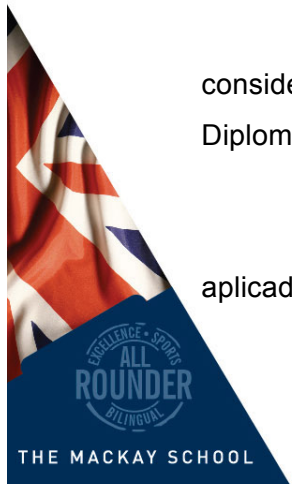 conside
Diplom
aplicad
EXCELLENCE • SPORTS
ALL
ROUNDER
BILINGUAL
THE MACKAY SCHOOL